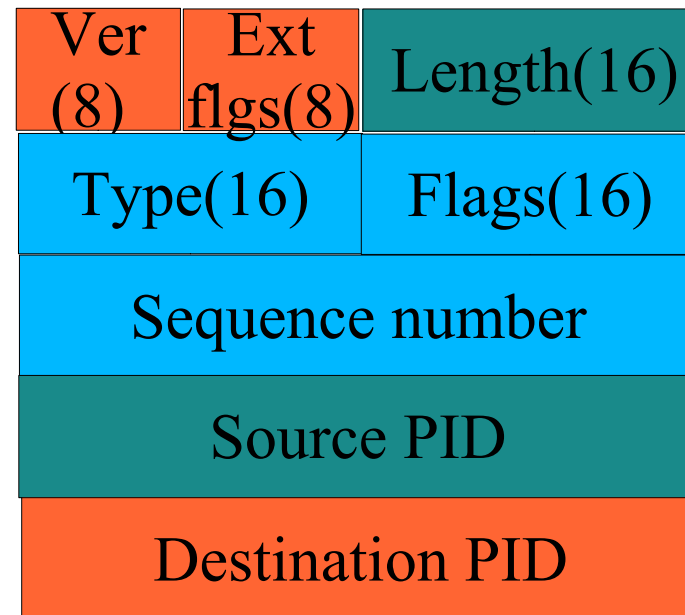 Ver
(8)
Ext
flgs(8)
Length(16)
Type(16)
Flags(16)
Sequence number
Source PID
Destination PID